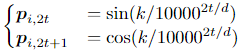 p_{i,2t} = sin(k/10000^{2t/d})
p_{i,2t+1} = cos(k/10000^{2t/d})